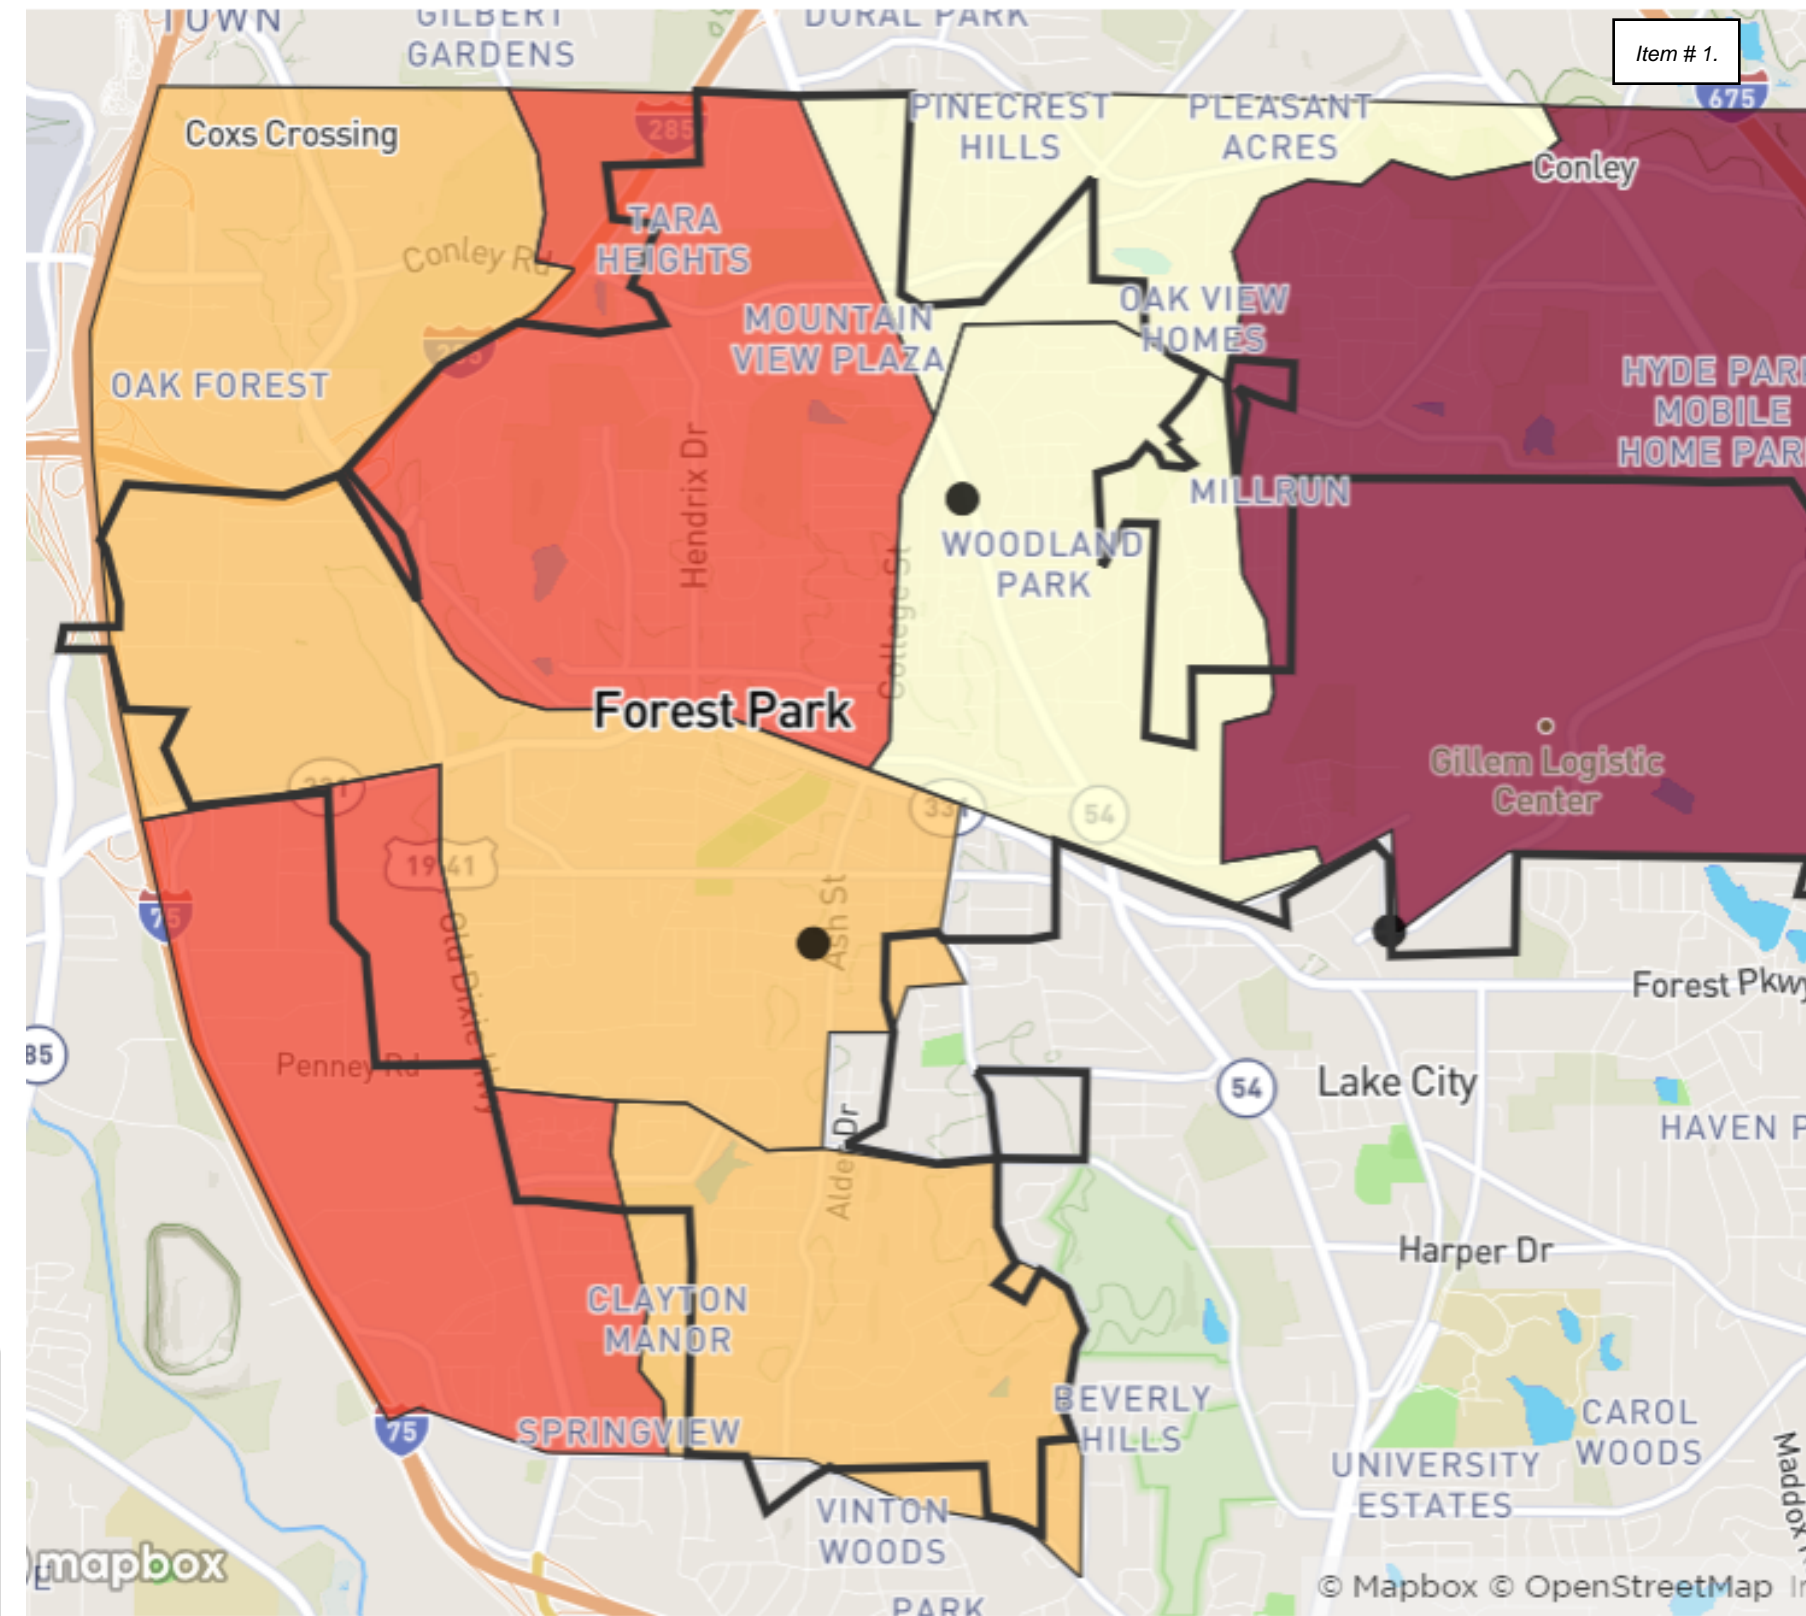 TOWN
GILBERT
GARDENS
DURAL PARK
Item # 1.
675
Coxs Crossing
285
PINECREST
HILLS
PLEASANT
ACRES
Conley
TARA
HEIGHTS
Conley Rd
OAK VIEW
HOMES
MOUNTAIN
VIEW PLAZA
285
OAK FOREST
HYDE PARK
MOBILE
HOME PARK
Hendrix Dr
MILLRUN
WOODLAND
PARK
College St
Forest Park
Gillem Logistic
Center
331
331
54
19 41
75
Old Dixie Hwy
Ash St
Forest Pkwy
85
Penney Rd
54
Lake City
Alder Dr
HAVEN P
Harper Dr
CLAYTON
MANOR
BEVERLY
HILLS
75
SPRINGVIEW
CAROL
WOODS
UNIVERSITY
ESTATES
Maddox
VINTON
WOODS
mapbox
© Mapbox © OpenStreetMap
PARK